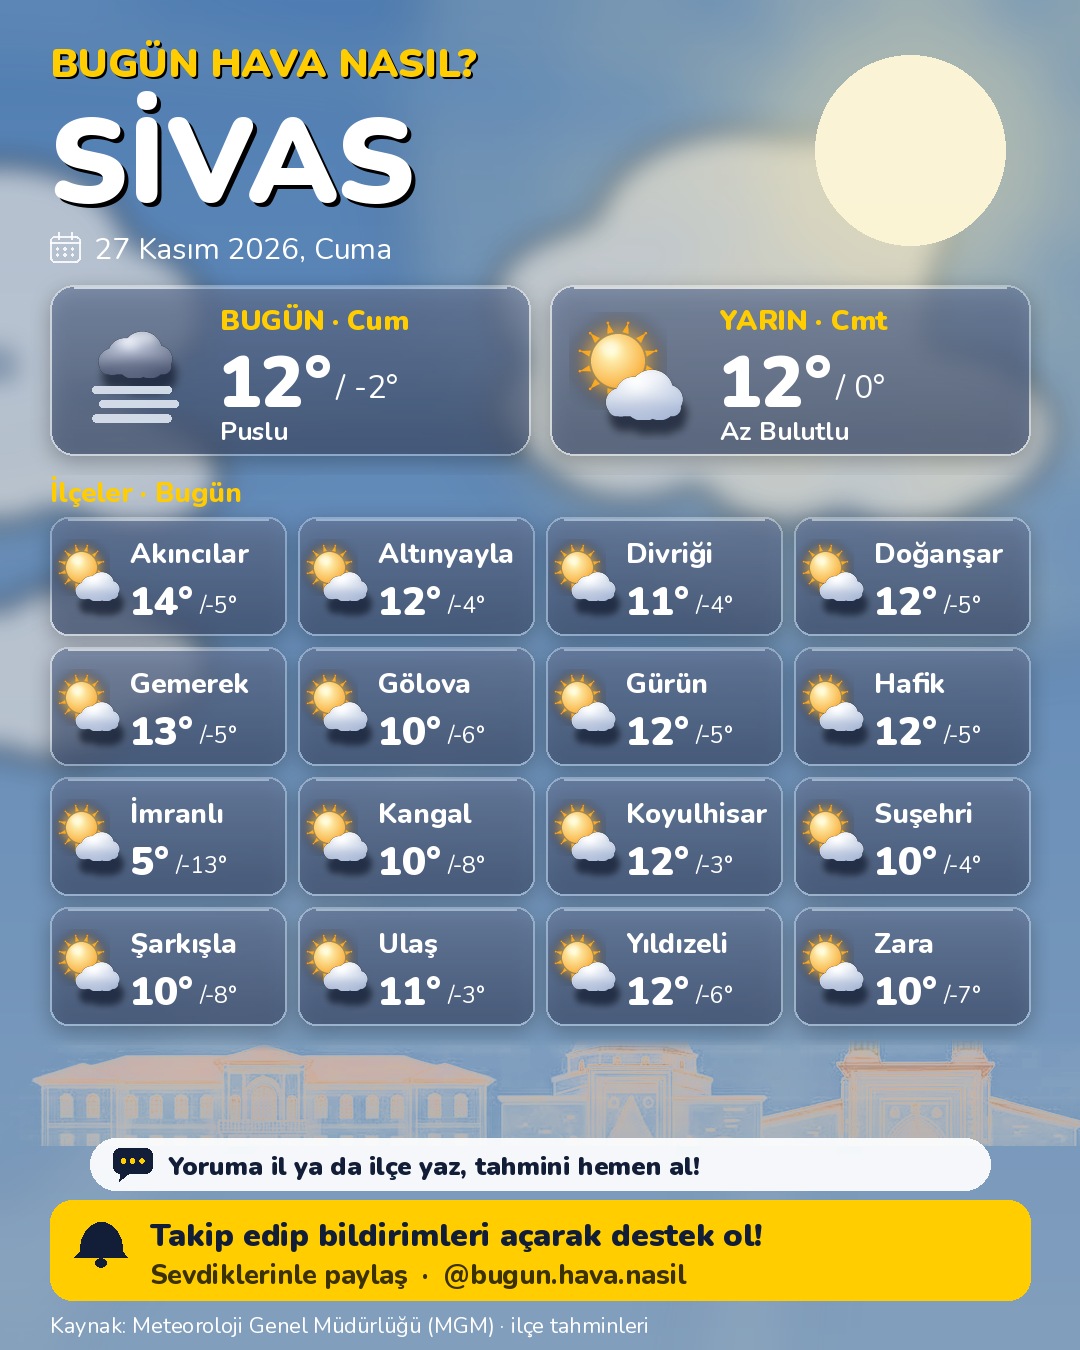 BUGÜN HAVA NASIL?
SİVAS
27 Kasım 2026, Cuma
BUGÜN · Cum
12° / -2°
Puslu
YARIN · Cmt
12° / 0°
Az Bulutlu
İlçeler · Bugün
Akıncılar
14° /-5°
Altınyayla
12° /-4°
Divriği
11° /-4°
Doğanşar
12° /-5°
Gemerek
13° /-5°
Gölova
10° /-6°
Gürün
12° /-5°
Hafik
12° /-5°
İmranlı
5° /-13°
Kangal
10° /-8°
Koyulhisar
12° /-3°
Suşehri
10° /-4°
Şarkışla
10° /-8°
Ulaş
11° /-3°
Yıldızeli
12° /-6°
Zara
10° /-7°
Yoruma il ya da ilçe yaz, tahmini hemen al!
Takip edip bildirimleri açarak destek ol!
Sevdiklerinle paylaş · @bugun.hava.nasil
Kaynak: Meteoroloji Genel Müdürlüğü (MGM) · ilçe tahminleri